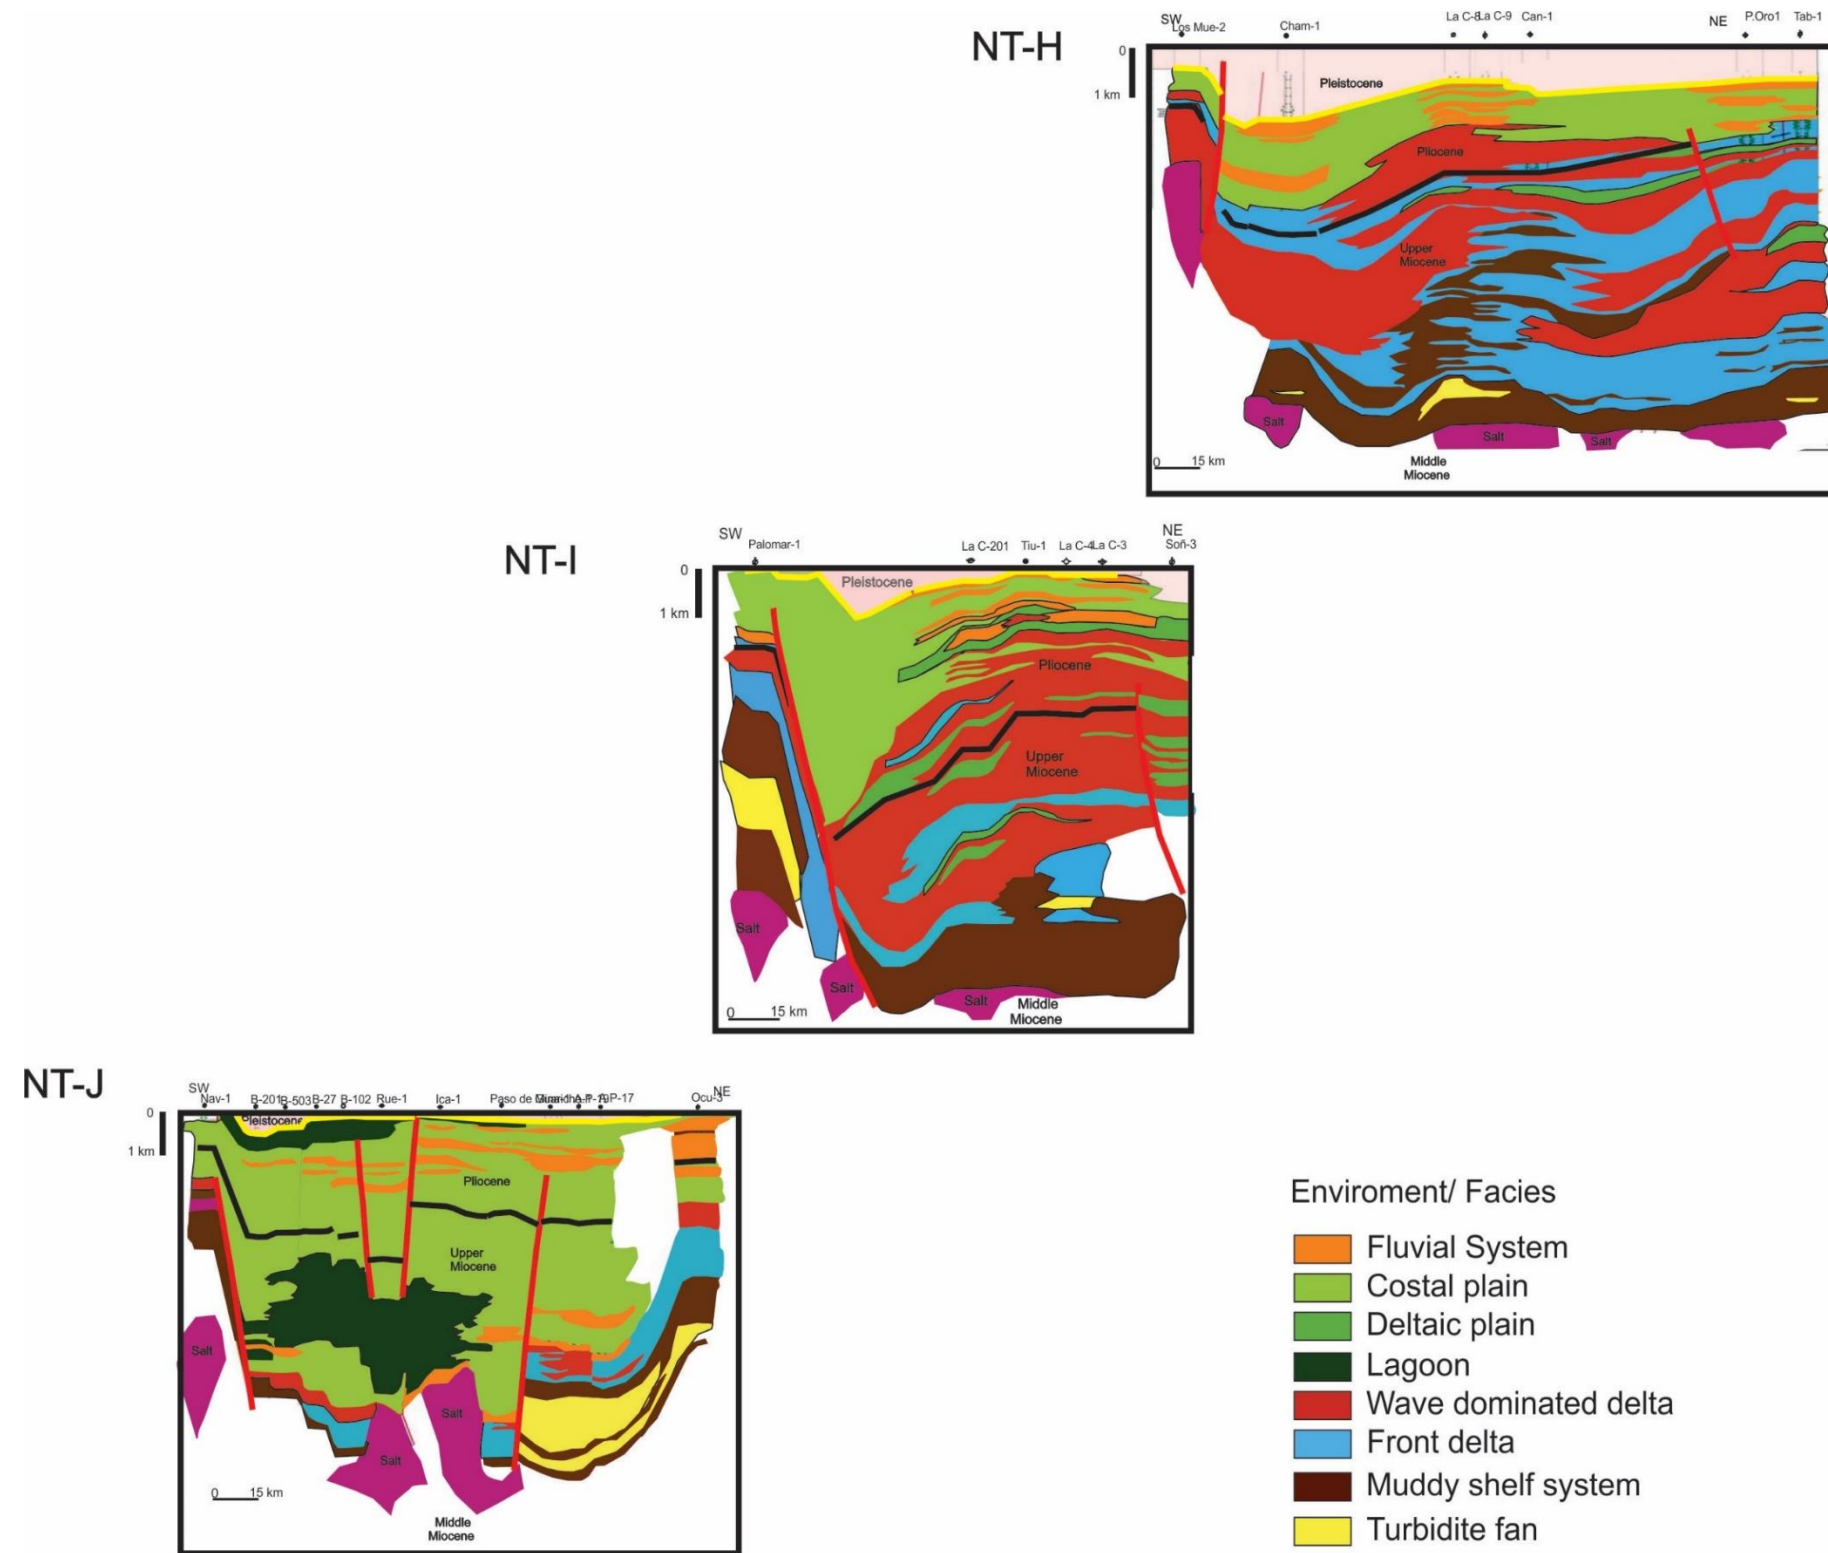 NT-H
SW
Los Mue-2
Cham-1
La C-8
La C-9
Can-1
NE
P.Oro1
Tab-1
0
1 km
Pleistocene
Pliocene
Upper
Miocene
Salt
Salt
Salt
0 15 km
Middle
Miocene
NT-I
SW
NE
Palomar-1
La C-201
Tiu-1
La C-4
La C-3
Soñ-3
0
1 km
Pleistocene
Pliocene
Upper
Miocene
Salt
Salt
Salt
Middle
Miocene
0 15 km
NT-J
SW
NE
Nav-1
B-201
B-503
B-27
B-102
Rue-1
Ica-1
Paso de
A.P-17
Ocu-3
0
1 km
Pleistocene
Pliocene
Upper
Miocene
Salt
Salt
Salt
0 15 km
Middle
Miocene
Enviroment/ Facies
Fluvial System
Costal plain
Deltaic plain
Lagoon
Wave dominated delta
Front delta
Muddy shelf system
Turbidite fan